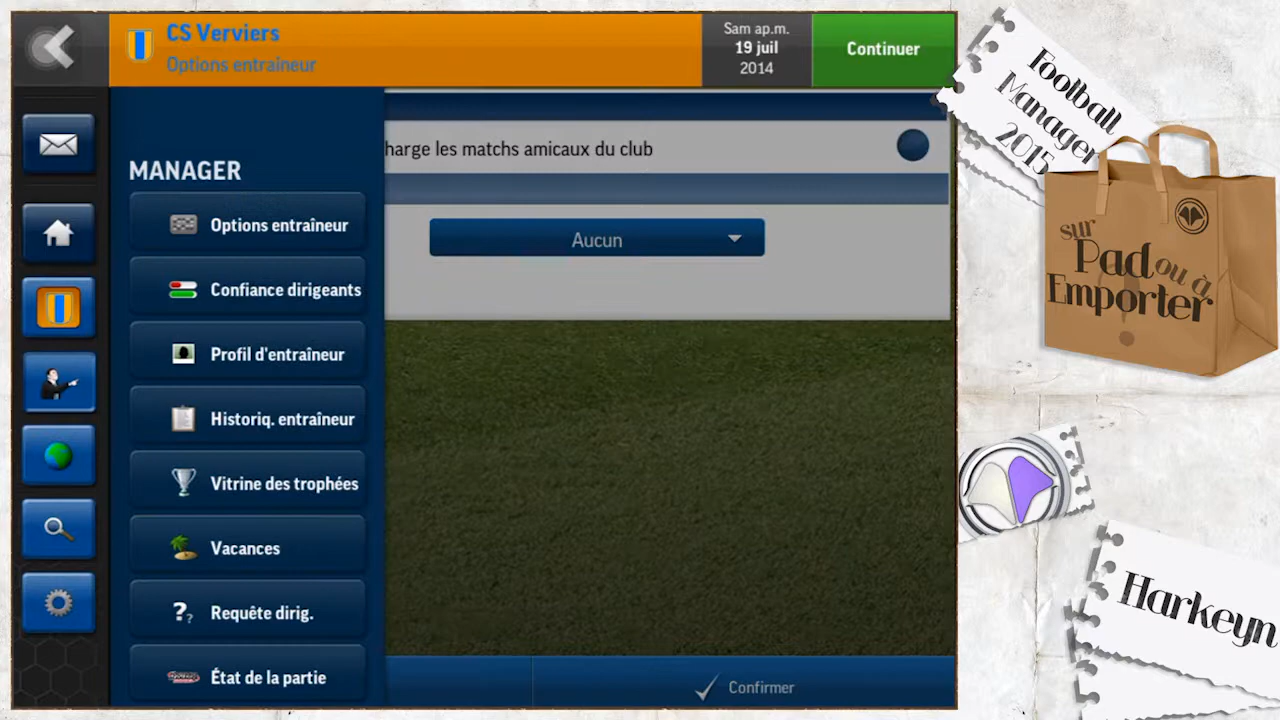 CS Verviers
Options entraîneur
Sam ap.m.
19 juil
2014
Continuer
MANAGER
harge les matchs amicaux du club
Aucun
Options entraîneur
Confiance dirigeants
Profil d'entraîneur
Historiq. entraîneur
Vitrine des trophées
Vacances
Requête dirig.
État de la partie
Confirmer
Foolball
Manager
2015
sur
Pad ou à
Emporter
Harkeyn